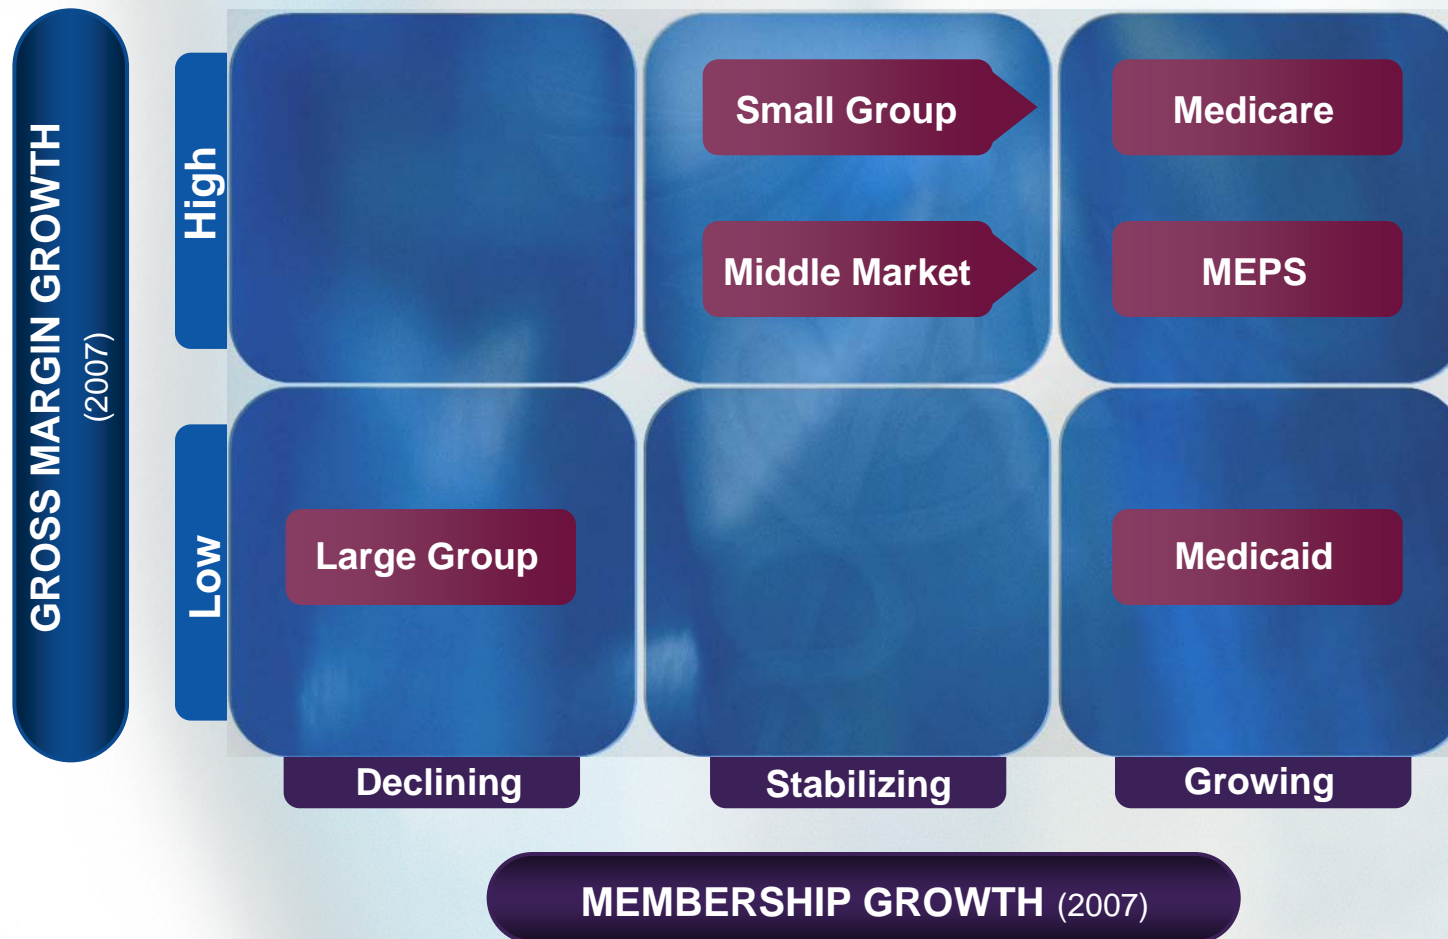 GROSS MARGIN GROWTH
(2007)
High
Small Group
Medicare
Middle Market
MEPS
Low
Large Group
Medicaid
Declining
Stabilizing
Growing
MEMBERSHIP GROWTH (2007)